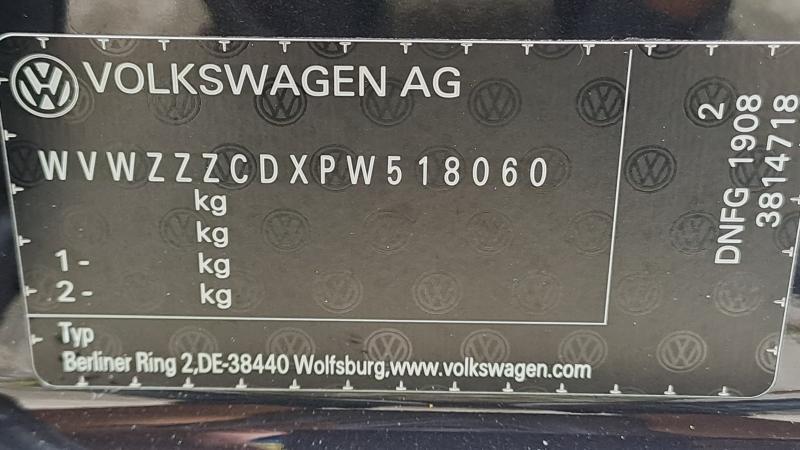 VOLKSWAGEN AG
WVWZZZCDXPW518060
kg
kg
1- kg
2- kg
Typ
Berliner Ring 2,DE-38440 Wolfsburg,www.volkswagen.com
2
DNFG 1908
3814718